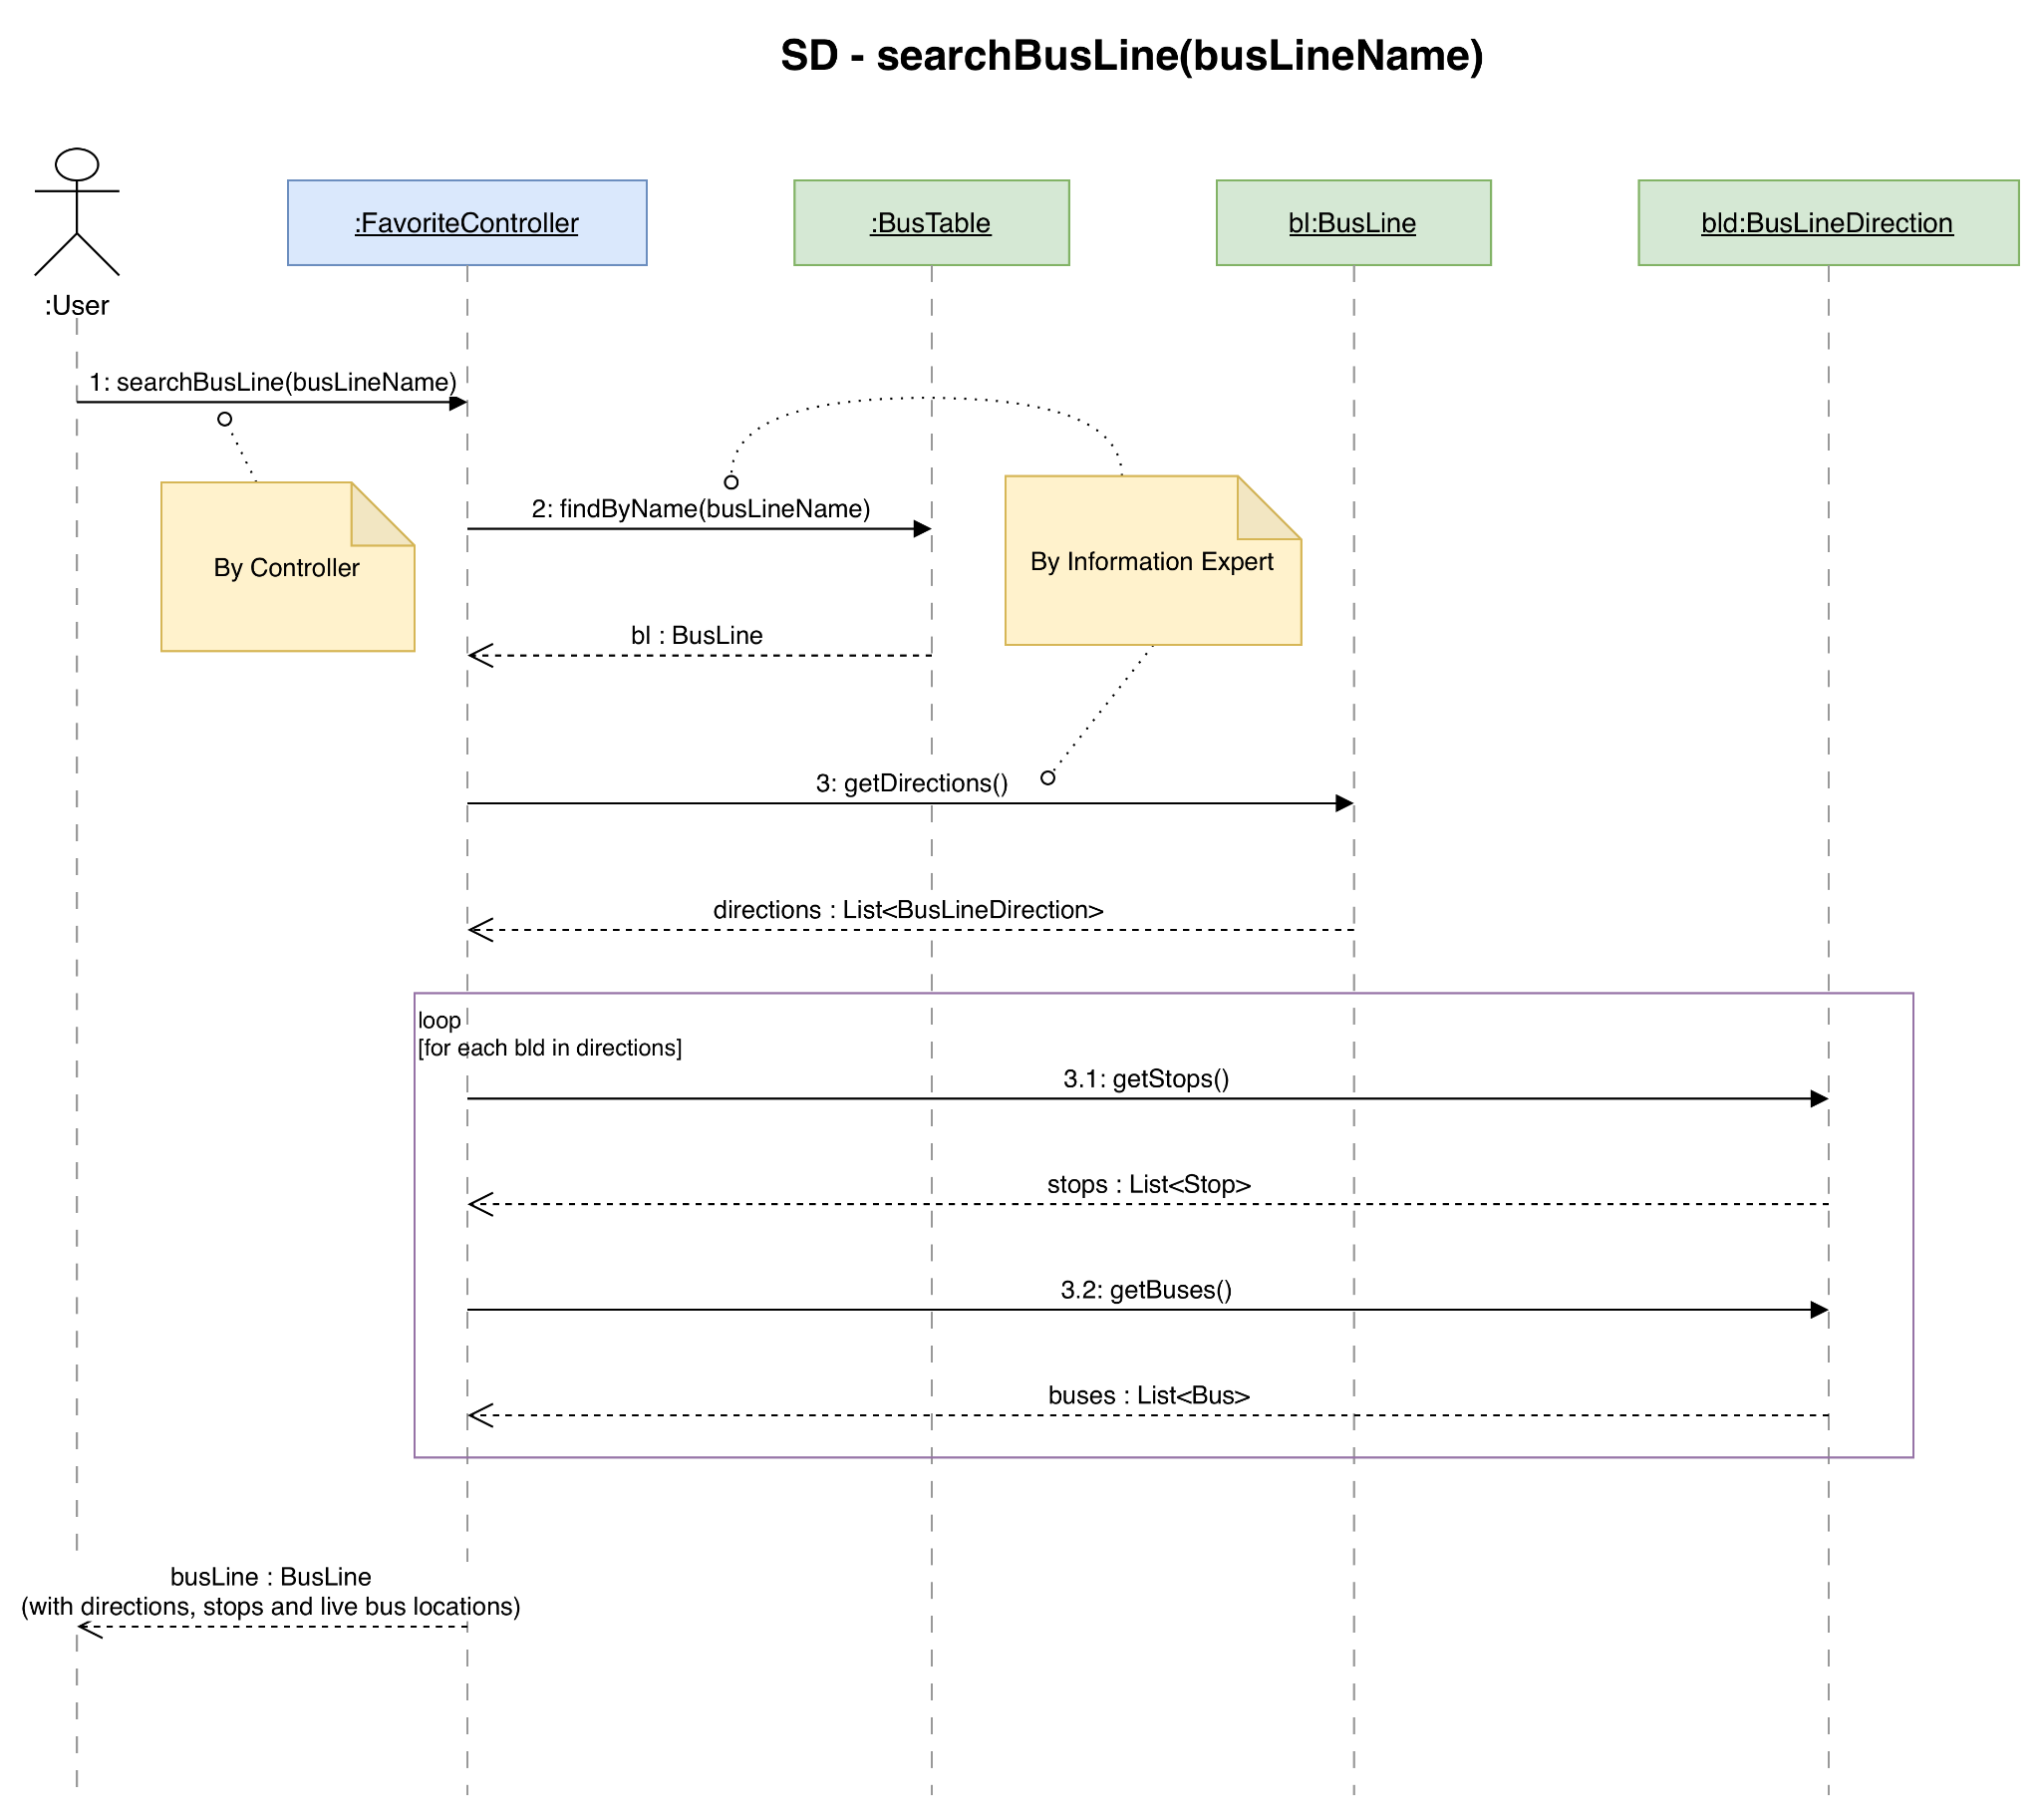 SD - searchBusLine(busLineName)
:User
:FavoriteController
:BusTable
bl:BusLine
bld:BusLineDirection
1: searchBusLine(busLineName)
By Controller
2: findByName(busLineName)
By Information Expert
bl : BusLine
3: getDirections()
directions : List<BusLineDirection>
loop
[for each bld in directions]
3.1: getStops()
stops : List<Stop>
3.2: getBuses()
buses : List<Bus>
busLine : BusLine
(with directions, stops and live bus locations)